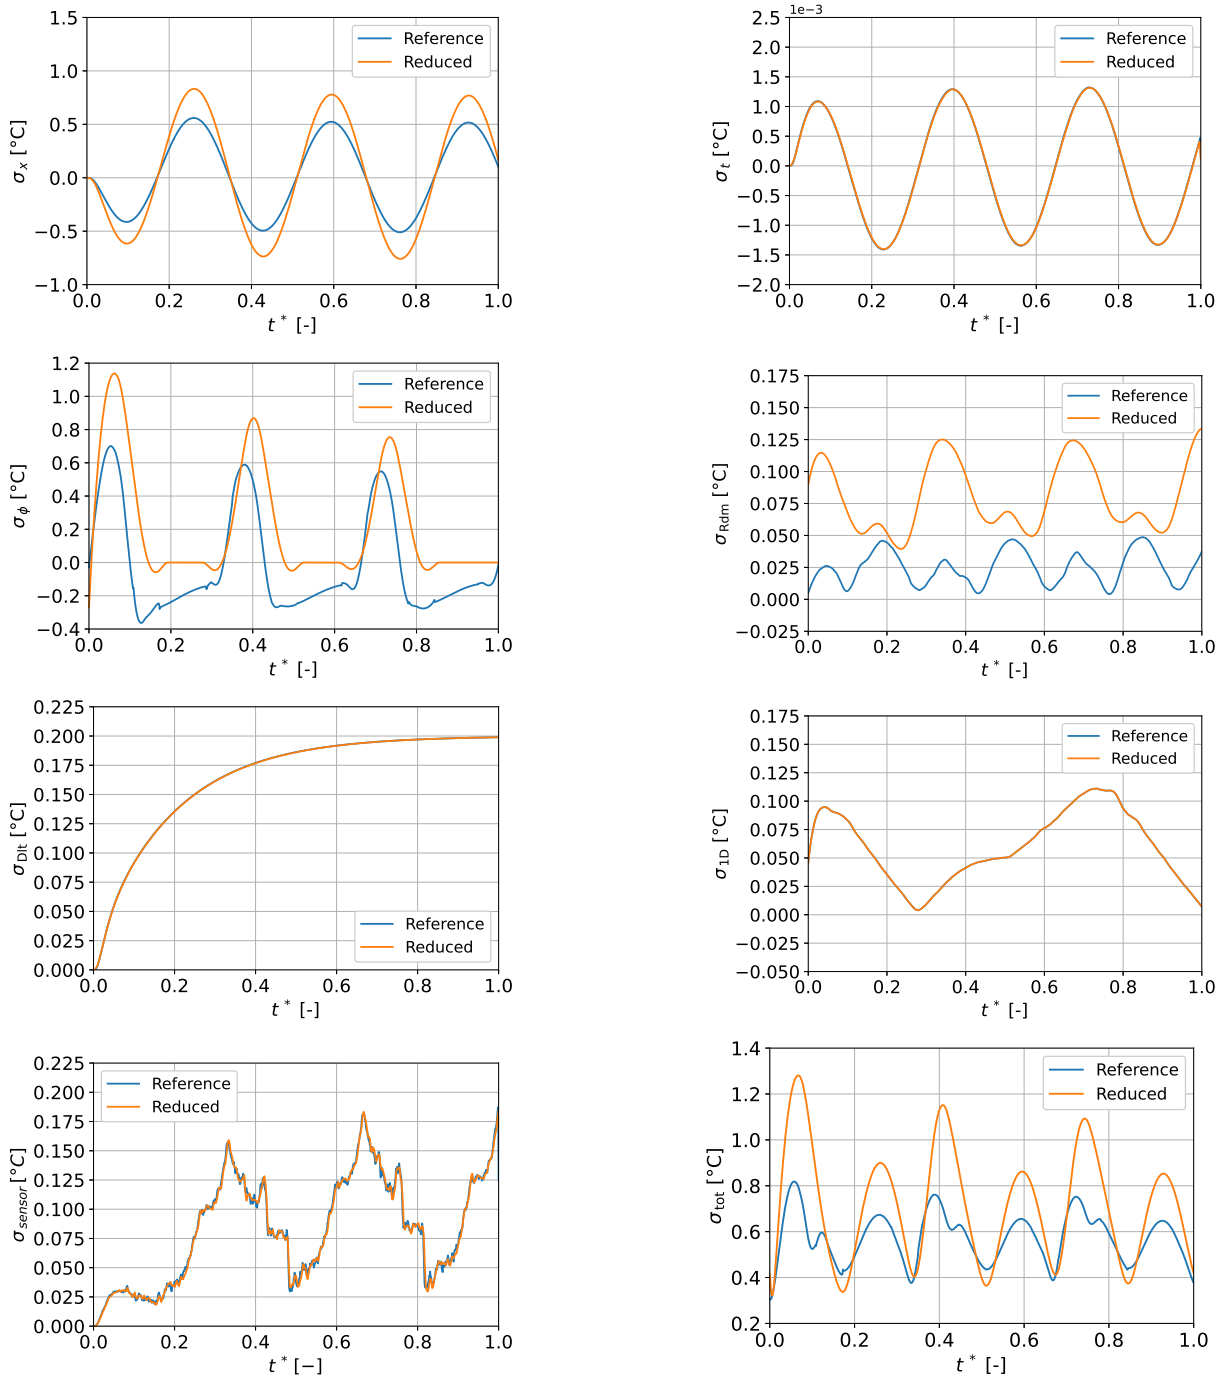 1.5
1.0
0.5
0.0
−0.5
−1.0
σx [°C]
Reference
Reduced
0.0 0.2 0.4 0.6 0.8 1.0
t* [-]
1e−3
2.5
2.0
1.5
1.0
0.5
0.0
−0.5
−1.0
−1.5
−2.0
σt [°C]
Reference
Reduced
0.0 0.2 0.4 0.6 0.8 1.0
t* [-]
1.2
1.0
0.8
0.6
0.4
0.2
0.0
−0.2
−0.4
σϕ [°C]
Reference
Reduced
0.0 0.2 0.4 0.6 0.8 1.0
t* [-]
0.175
0.150
0.125
0.100
0.075
0.050
0.025
0.000
−0.025
σRdm [°C]
Reference
Reduced
0.0 0.2 0.4 0.6 0.8 1.0
t* [-]
0.225
0.200
0.175
0.150
0.125
0.100
0.075
0.050
0.025
0.000
σDlt [°C]
Reference
Reduced
0.0 0.2 0.4 0.6 0.8 1.0
t* [-]
0.175
0.150
0.125
0.100
0.075
0.050
0.025
0.000
−0.025
−0.050
σ1D [°C]
Reference
Reduced
0.0 0.2 0.4 0.6 0.8 1.0
t* [-]
0.225
0.200
0.175
0.150
0.125
0.100
0.075
0.050
0.025
0.000
σsensor [°C]
Reference
Reduced
0.0 0.2 0.4 0.6 0.8 1.0
t* [−]
1.4
1.2
1.0
0.8
0.6
0.4
0.2
σtot [°C]
Reference
Reduced
0.0 0.2 0.4 0.6 0.8 1.0
t* [-]